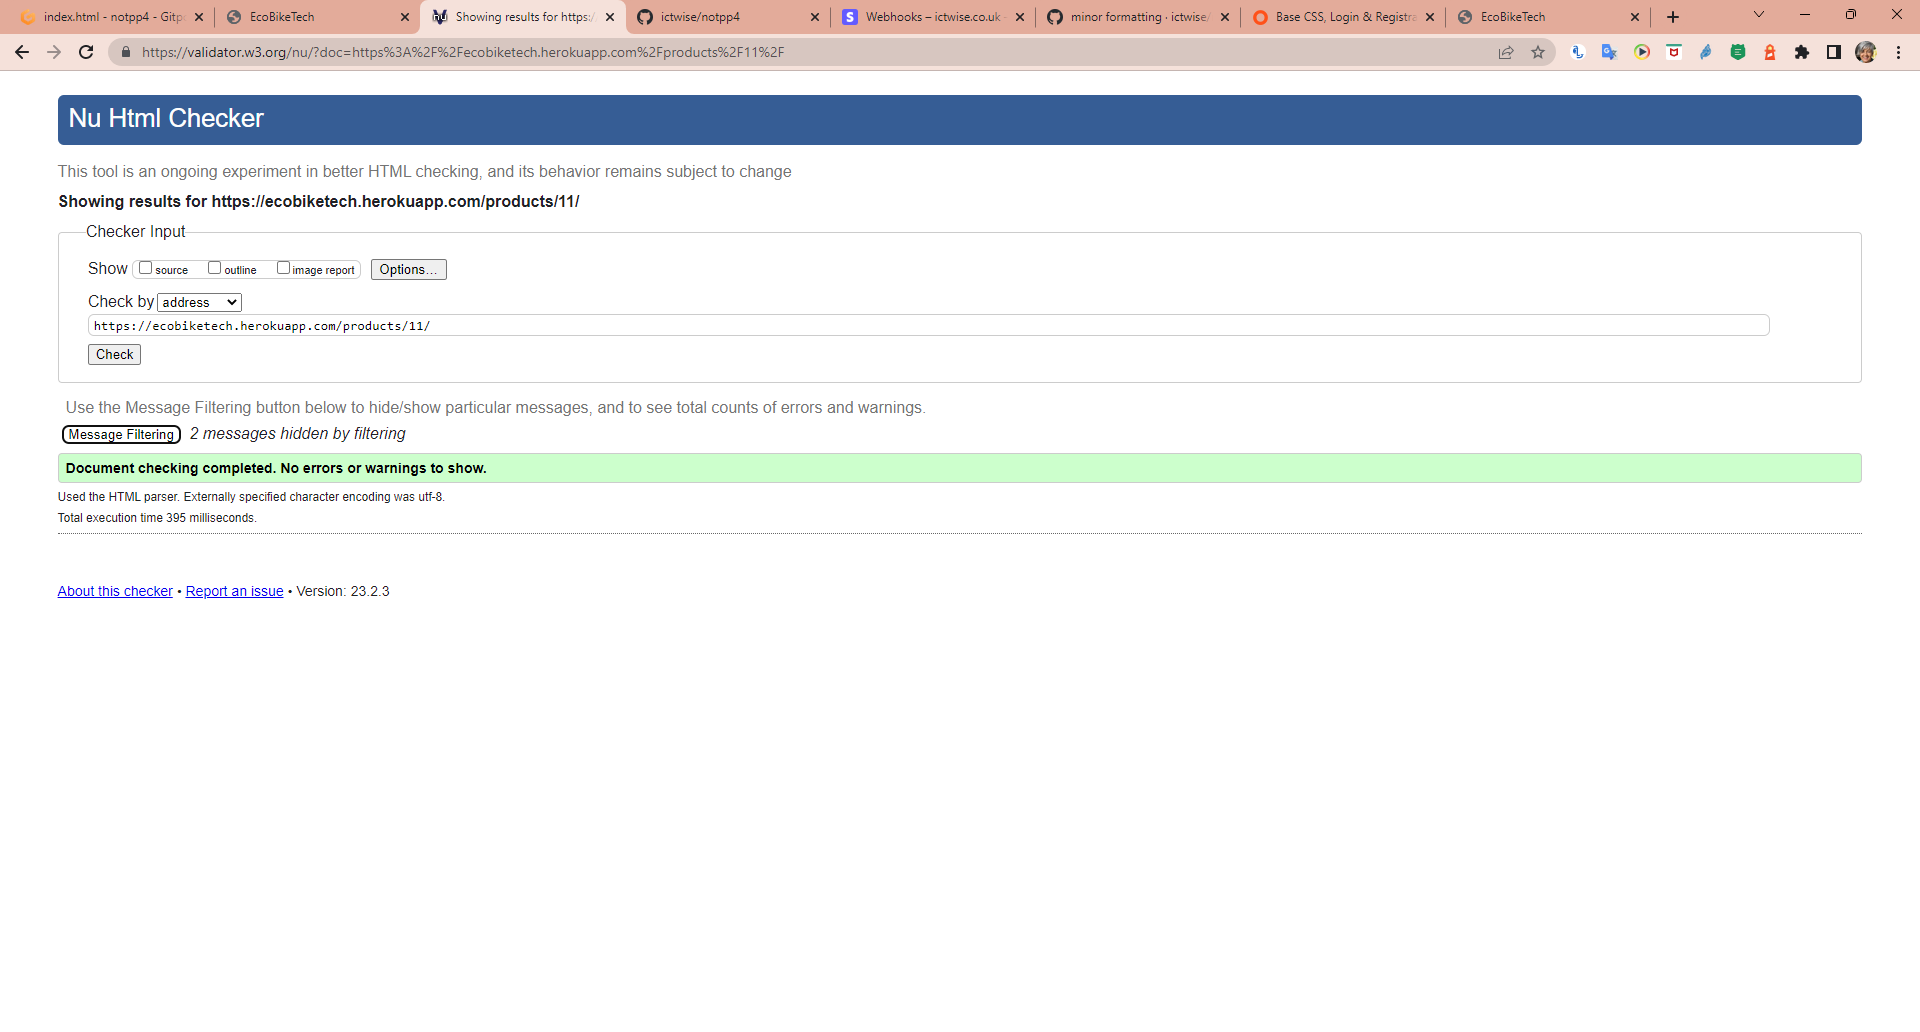 index.html - notpp4 - Gitp
EcoBikeTech
Showing results for https:/
ictwise/notpp4
Webhooks – ictwise.co.uk
minor formatting · ictwise/
Base CSS, Login & Registra
EcoBikeTech
https://validator.w3.org/nu/?doc=https%3A%2F%2Fecobiketech.herokuapp.com%2Fproducts%2F11%2F
Nu Html Checker
This tool is an ongoing experiment in better HTML checking, and its behavior remains subject to change
Showing results for https://ecobiketech.herokuapp.com/products/11/
Checker Input
Show source outline image report Options...
Check by address
https://ecobiketech.herokuapp.com/products/11/
Check
Use the Message Filtering button below to hide/show particular messages, and to see total counts of errors and warnings.
Message Filtering 2 messages hidden by filtering
Document checking completed. No errors or warnings to show.
Used the HTML parser. Externally specified character encoding was utf-8.
Total execution time 395 milliseconds.
About this checker • Report an issue • Version: 23.2.3